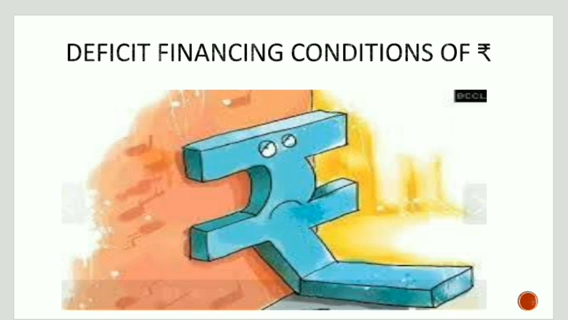 DEFICIT FINANCING CONDITIONS OF ₹
BCCL